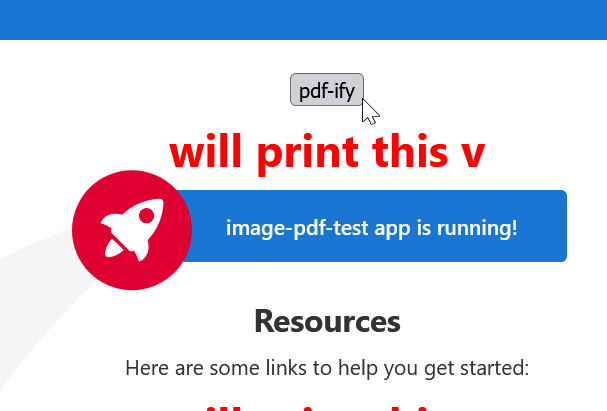 pdf-ify
will print this v
image-pdf-test app is running!
Resources
Here are some links to help you get started: